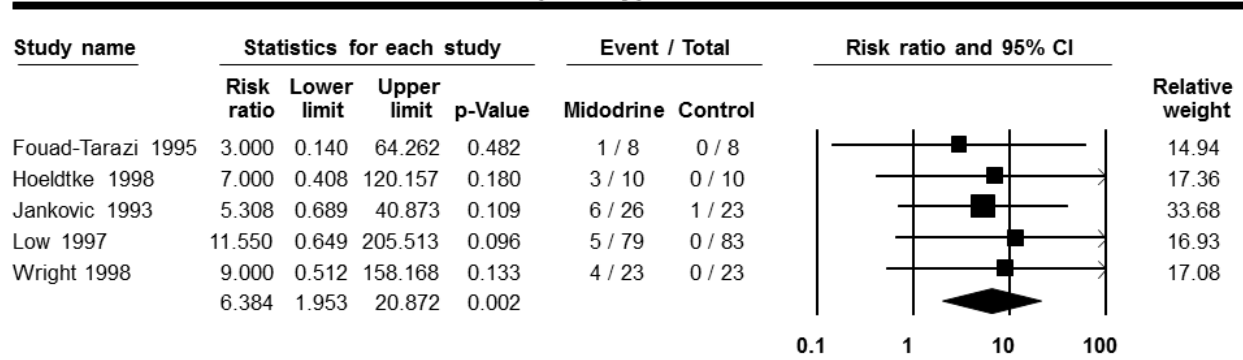 Study name Statistics for each study Event / Total Risk ratio and 95% CI
Risk ratio Lower limit Upper limit p-Value Midodrine Control Relative weight
Fouad-Tarazi 1995 3.000 0.140 64.262 0.482 1 / 8 0 / 8 14.94
Hoeldtke 1998 7.000 0.408 120.157 0.180 3 / 10 0 / 10 17.36
Jankovic 1993 5.308 0.689 40.873 0.109 6 / 26 1 / 23 33.68
Low 1997 11.550 0.649 205.513 0.096 5 / 79 0 / 83 16.93
Wright 1998 9.000 0.512 158.168 0.133 4 / 23 0 / 23 17.08
6.384 1.953 20.872 0.002
0.1 1 10 100